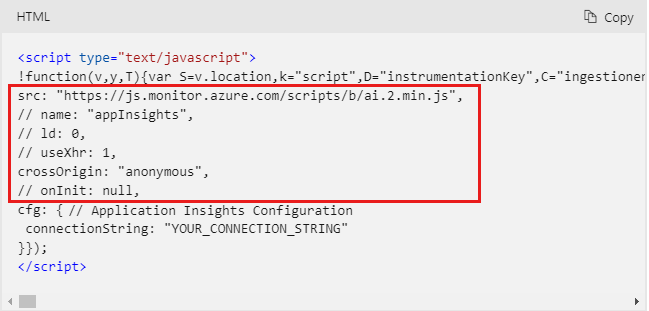 HTML
Copy
<script type="text/javascript">
!function(v,y,T){var S=v.location,k="script",D="instrumentationKey",C="ingestioner
src: "https://js.monitor.azure.com/scripts/b/ai.2.min.js",
// name: "appInsights",
// ld: 0,
// useXhr: 1,
crossOrigin: "anonymous",
// onInit: null,
cfg: { // Application Insights Configuration
connectionString: "YOUR_CONNECTION_STRING"
}});
</script>